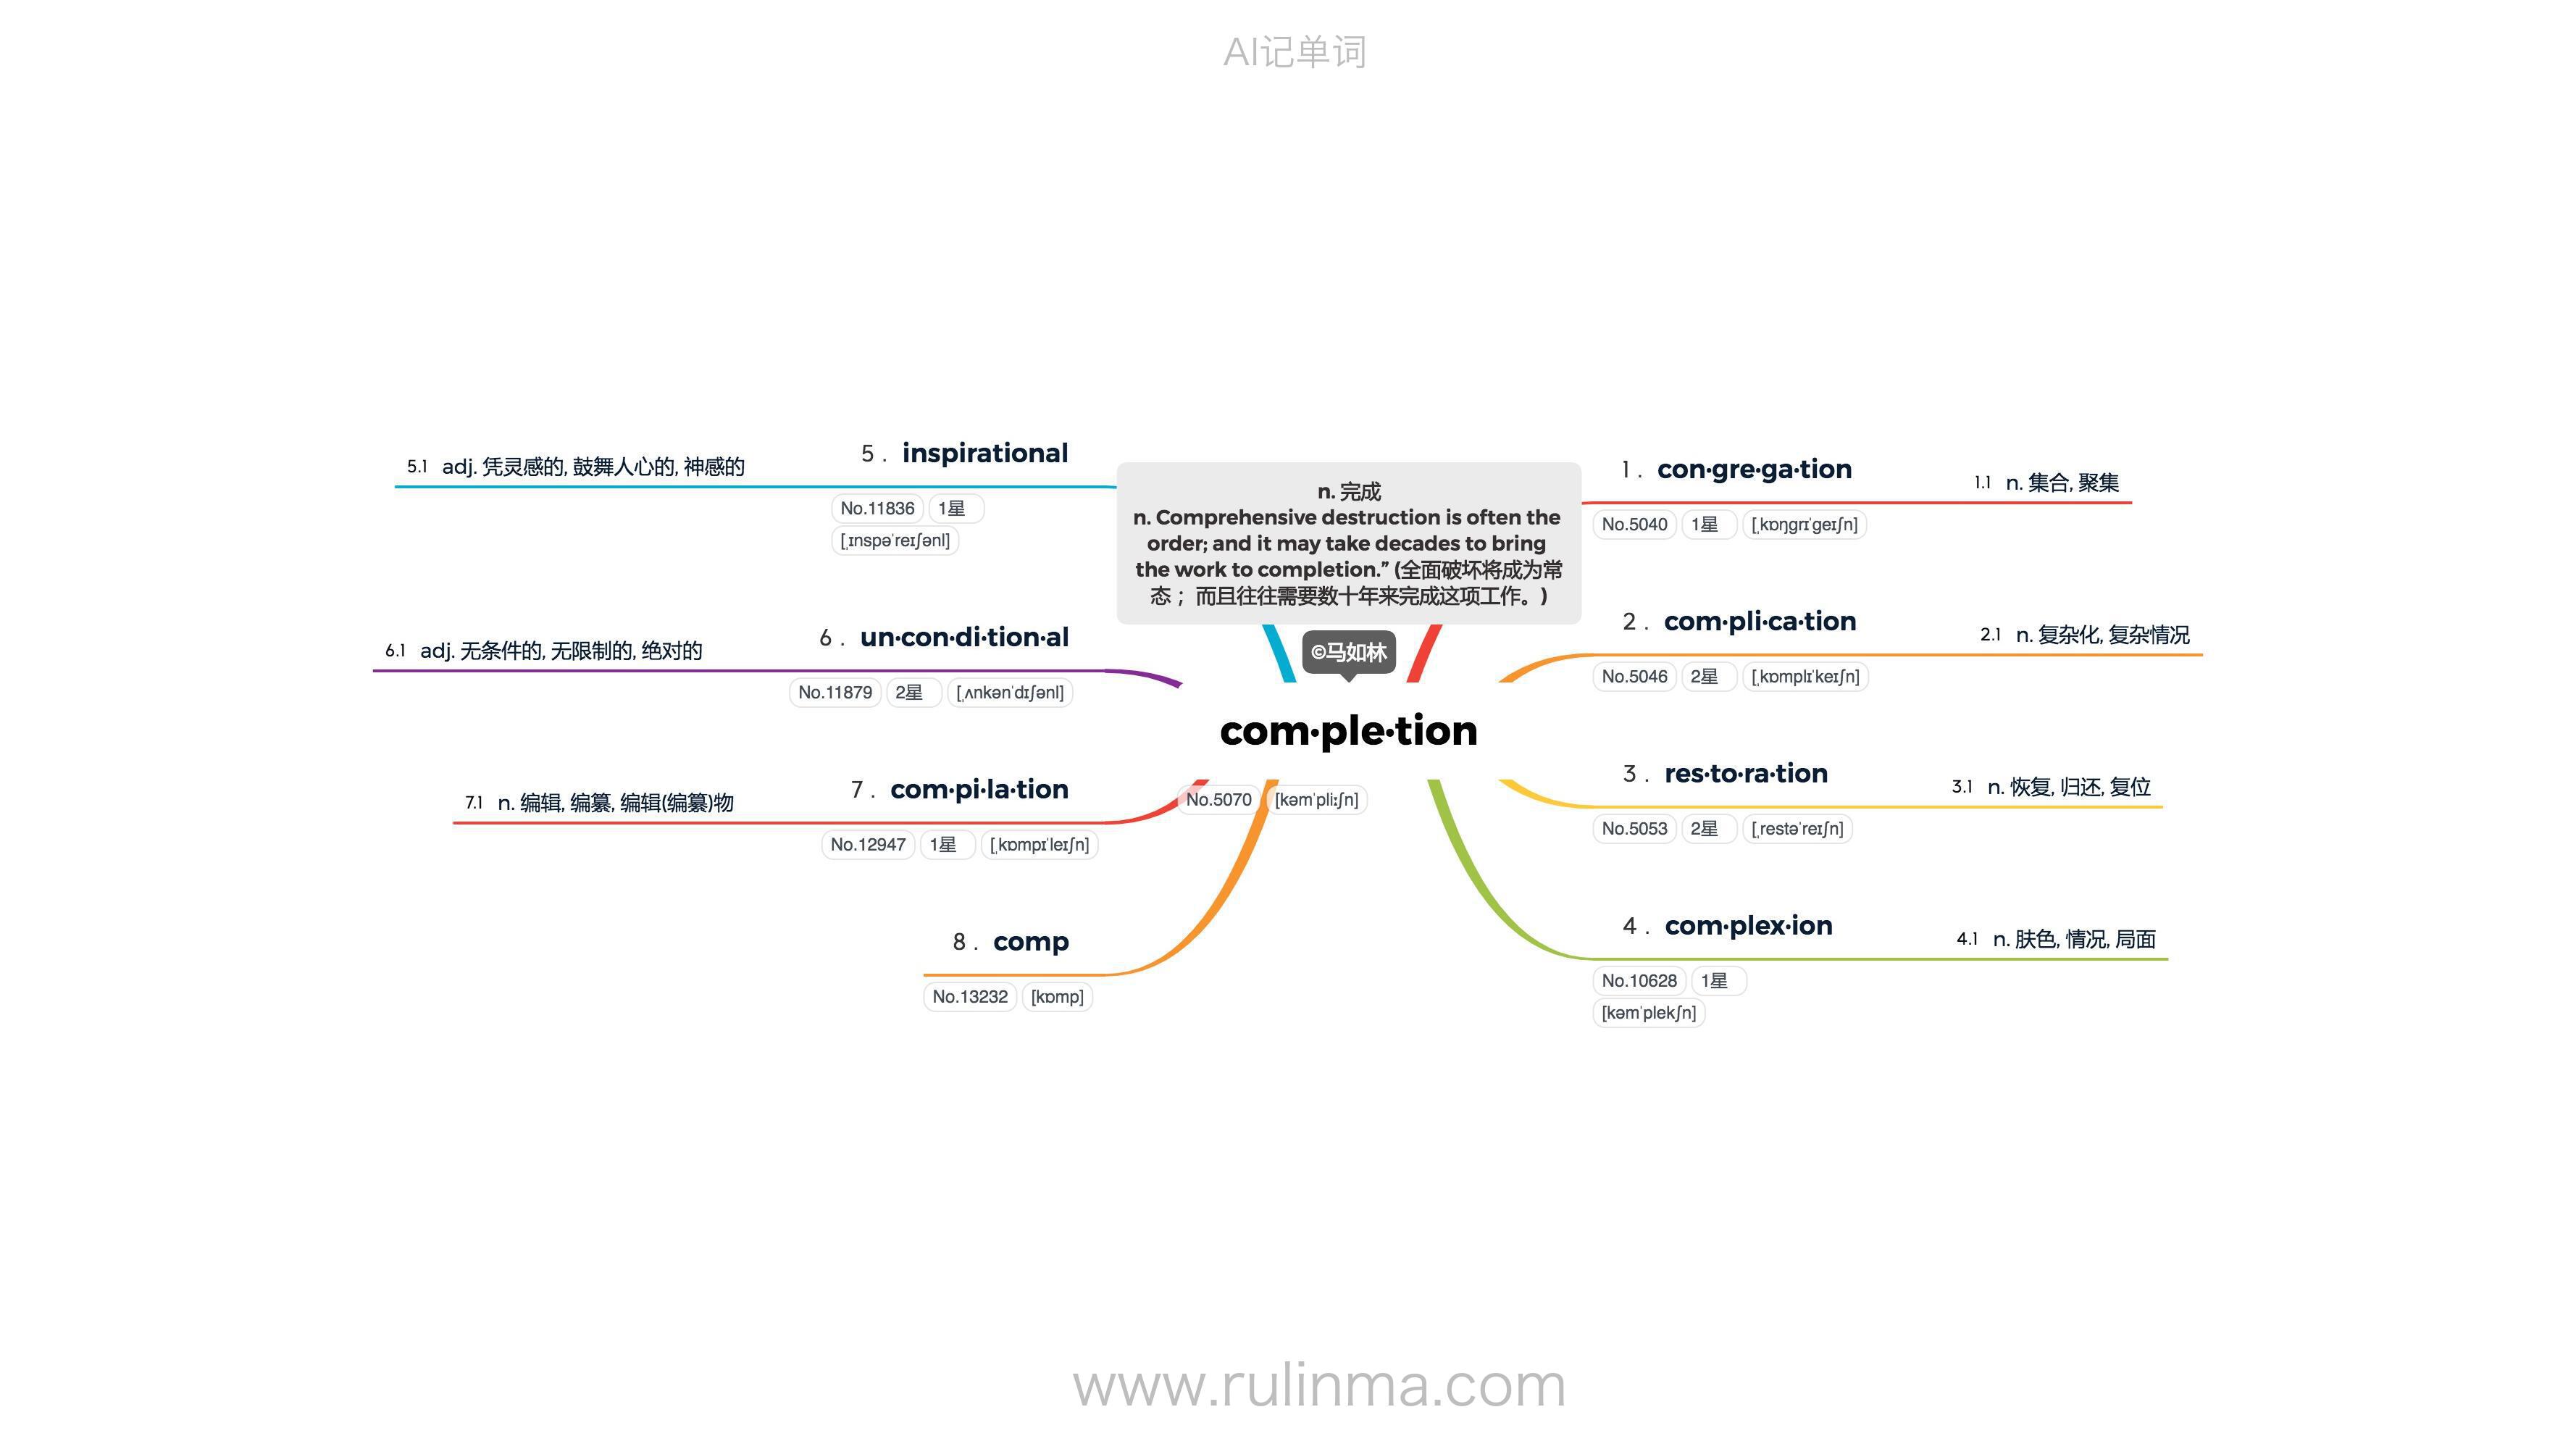 AI记单词
n. 完成
n. Comprehensive destruction is often the
order; and it may take decades to bring
the work to completion.” (全面破坏将成为常
态； 而且往往需要数十年来完成这项工作。)
©马如林
com·ple·tion
No.5070 [kəmˈpliːʃn]
1 . con·gre·ga·tion
No.5040 1星 [ˌkɒŋɡrɪˈɡeɪʃn]
1.1 n. 集合, 聚集
2 . com·pli·ca·tion
No.5046 2星 [ˌkɒmplɪˈkeɪʃn]
2.1 n. 复杂化, 复杂情况
3 . res·to·ra·tion
No.5053 2星 [ˌrestəˈreɪʃn]
3.1 n. 恢复, 归还, 复位
4 . com·plex·ion
No.10628 1星
[kəmˈplekʃn]
4.1 n. 肤色, 情况, 局面
5 . inspirational
No.11836 1星
[ˌɪnspəˈreɪʃənl]
5.1 adj. 凭灵感的, 鼓舞人心的, 神感的
6 . un·con·di·tion·al
No.11879 2星 [ˌʌnkənˈdɪʃənl]
6.1 adj. 无条件的, 无限制的, 绝对的
7 . com·pi·la·tion
No.12947 1星 [ˌkɒmpɪˈleɪʃn]
7.1 n. 编辑, 编纂, 编辑(编纂)物
8 . comp
No.13232 [kɒmp]
www.rulinma.com